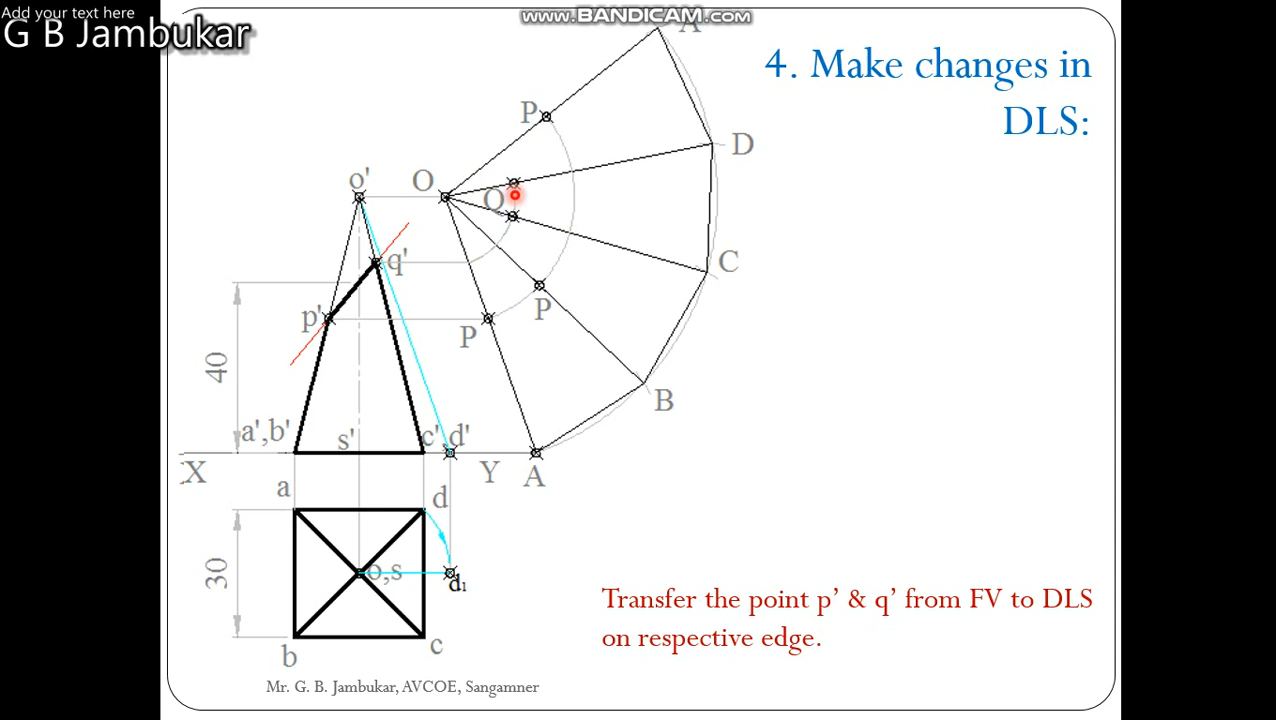 Add your text here
G B Jambukar
www.BANDICAM.com
4. Make changes in
DLS:
A
P
D
o'
O
Q
q'
C
p'
P
P
40
B
a',b'
s'
c'
d'
X
Y
A
a
d
30
o,s
d1
b
c
Transfer the point p’ & q’ from FV to DLS
on respective edge.
Mr. G. B. Jambukar, AVCOE, Sangamner